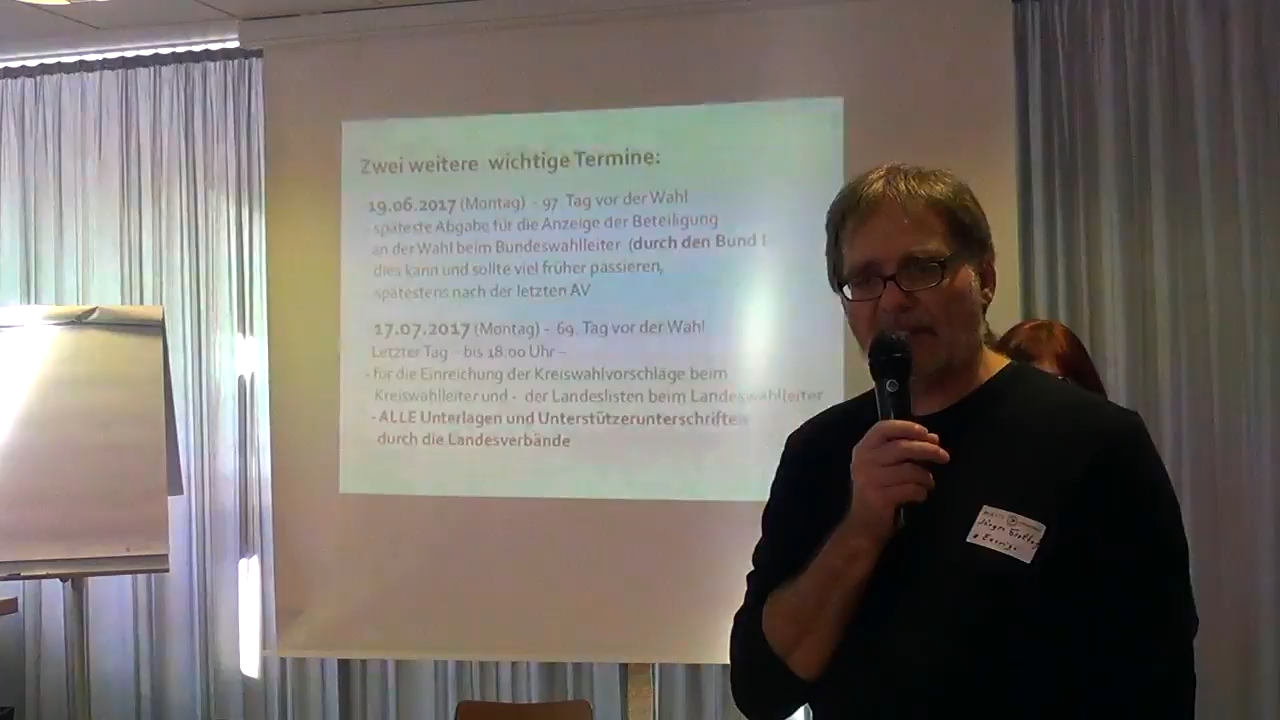 Zwei weitere wichtige Termine:
19.06.2017 (Montag) - 97. Tag vor der Wahl
- späteste Abgabe für die Anzeige der Beteiligung
an der Wahl beim Bundeswahlleiter (durch den Bund !
dies kann und sollte viel früher passieren,
spätestens nach der letzten AV
17.07.2017 (Montag) - 69. Tag vor der Wahl
Letzter Tag - bis 18:00 Uhr –
- für die Einreichung der Kreiswahlvorschläge beim
Kreiswahlleiter und - der Landeslisten beim Landeswahlleiter
- ALLE Unterlagen und Unterstützerunterschriften
durch die Landesverbände
Jürgen